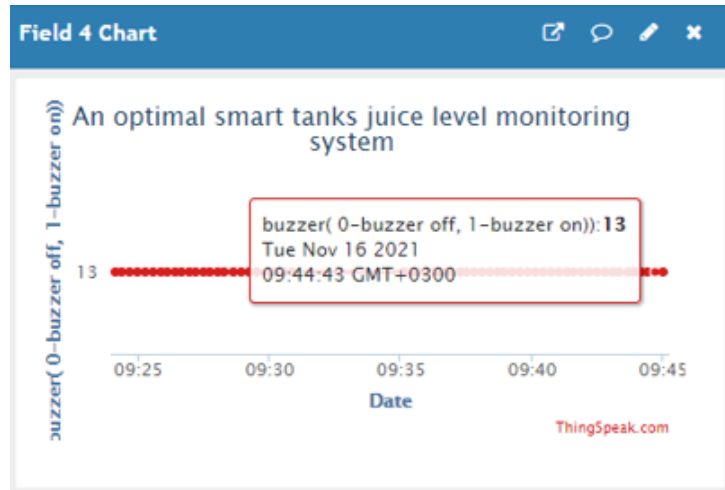 Field 4 Chart
An optimal smart tanks juice level monitoring
system
buzzer( 0-buzzer off, 1-buzzer on))
buzzer( 0-buzzer off, 1-buzzer on)):13
Tue Nov 16 2021
09:44:43 GMT+0300
13
09:25
09:30
09:35
09:40
09:45
Date
ThingSpeak.com